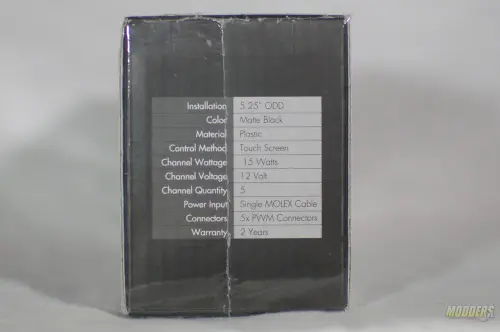 Installation 5.25" ODD
Color Matte Black
Material Plastic
Control Method Touch Screen
Channel Wattage 15 Watts
Channel Voltage 12 Volt
Channel Quantity 5
Power Input Single MOLEX Cable
Connectors 5x PWM Connectors
Warranty 2 Years
MODDERS